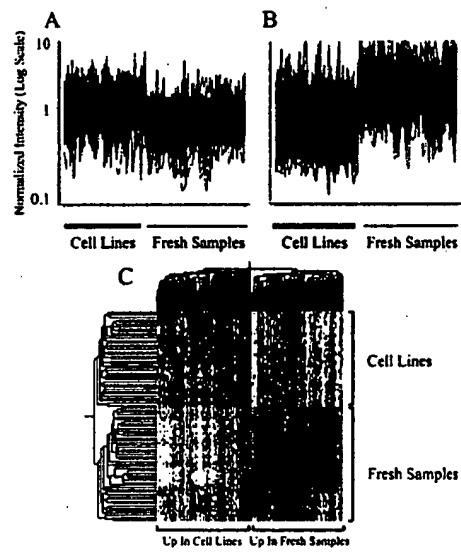 A
B
Normalized Intensity (Log Scale)
10
1
0.1
Cell Lines
Fresh Samples
Cell Lines
Fresh Samples
C
Cell Lines
Fresh Samples
Up In Cell Lines
Up In Fresh Samples